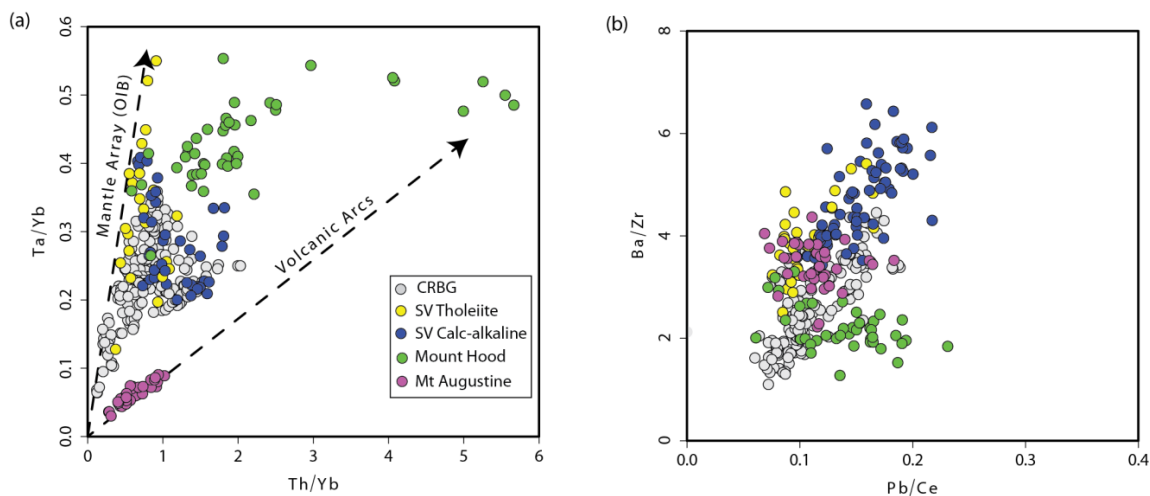 (a)
0.6
0.5
0.4
0.3
0.2
0.1
0.0
Ta/Yb
Mantle Array (OIB)
Volcanic Arcs
CRBG
SV Tholeiite
SV Calc-alkaline
Mount Hood
Mt Augustine
0 1 2 3 4 5 6
Th/Yb
(b)
8
6
4
2
0
Ba/Zr
0.0 0.1 0.2 0.3 0.4
Pb/Ce